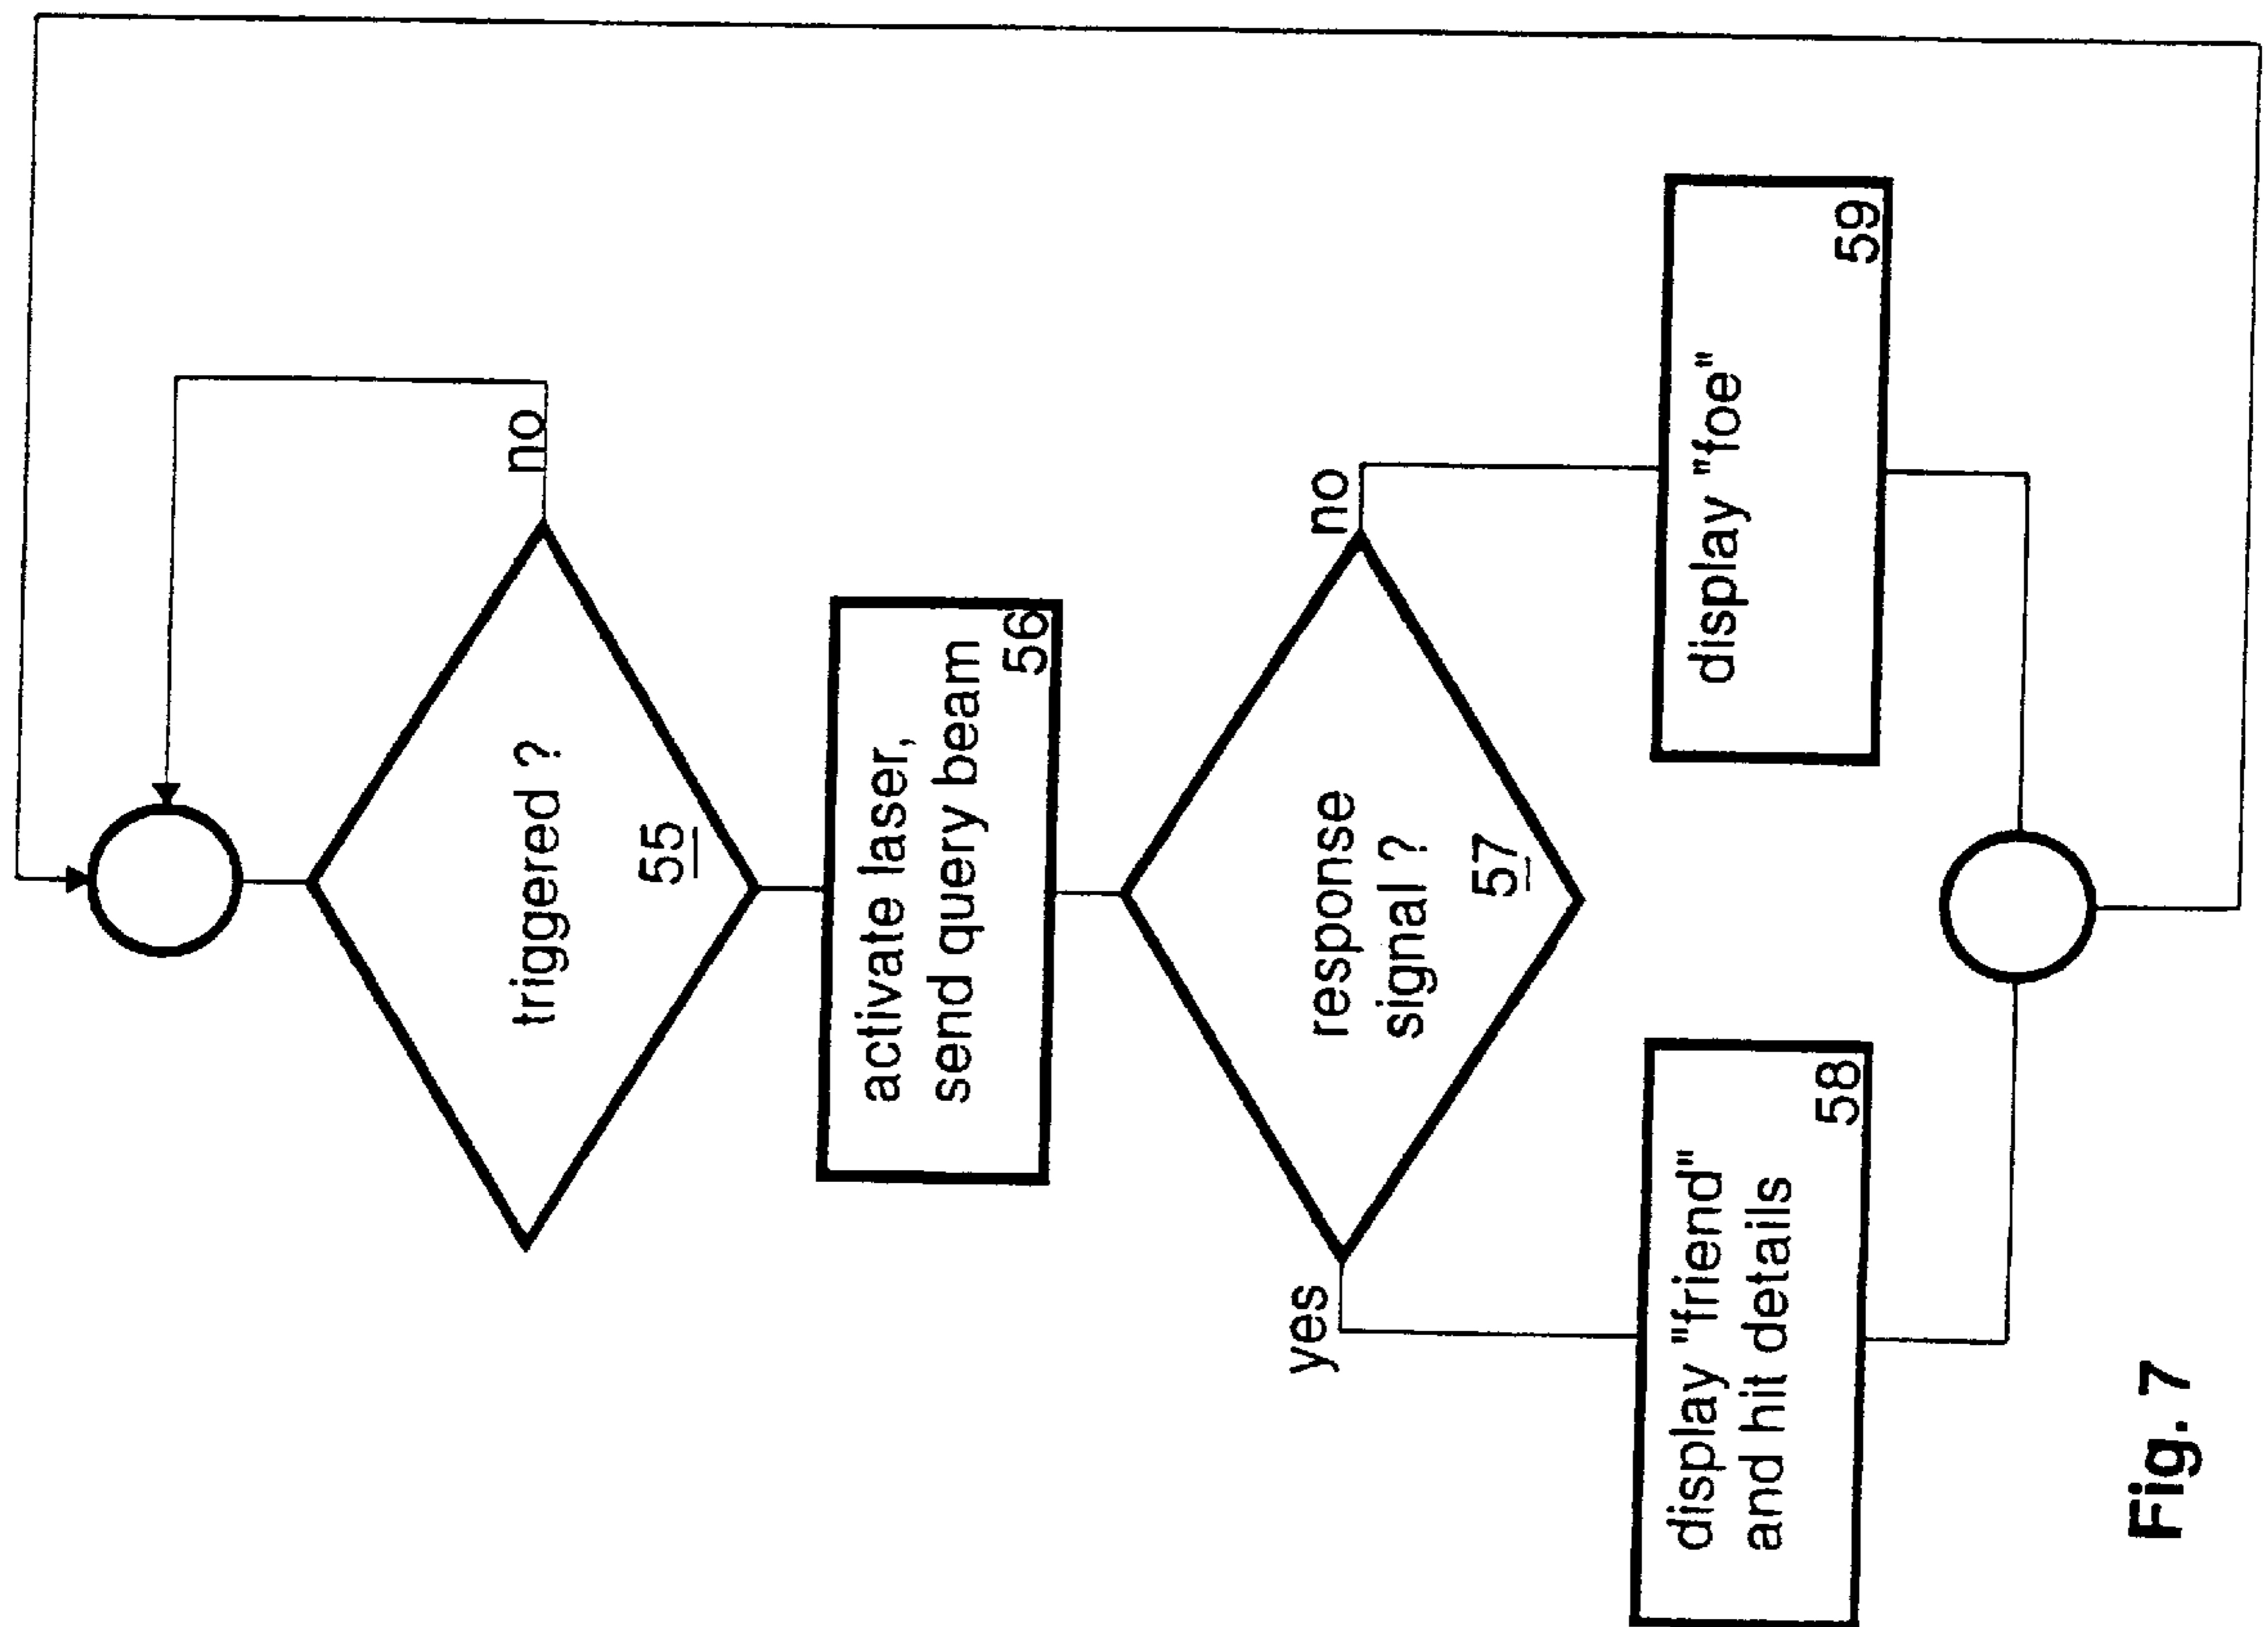 triggered ?
55
no
activate laser,
send query beam
56
response
signal ?
57
yes
no
display "friend"
and hit details
58
display "foe"
59
Fig. 7